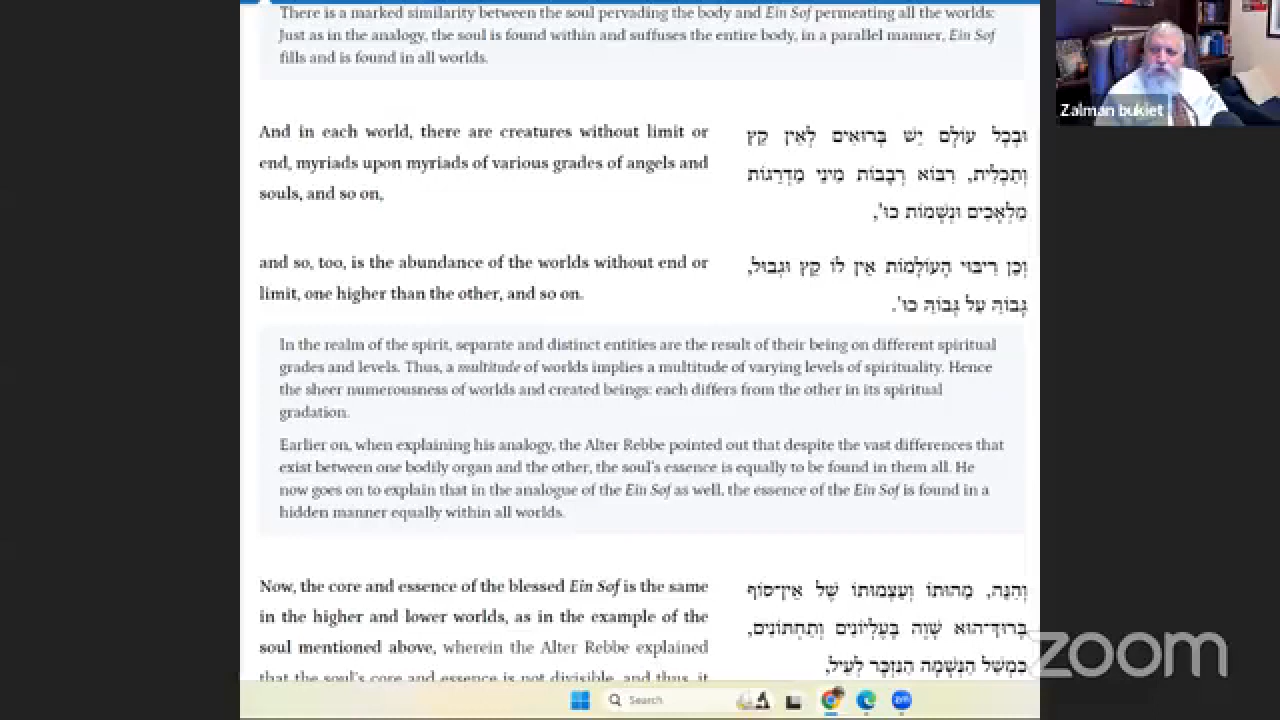 There is a marked similarity between the soul pervading the body and Ein Sof permeating all the worlds:
Just as in the analogy, the soul is found within and suffuses the entire body, in a parallel manner, Ein Sof
fills and is found in all worlds.
And in each world, there are creatures without limit or
end, myriads upon myriads of various grades of angels and
souls, and so on,
וּבְכָל עוֹלָם יֵשׁ בְּרוּאִים לְאֵין קֵץ
וְתַכְלִית, רִבּוֹא רְבָבוֹת מִינֵי מַדְרֵגוֹת
מַלְאָכִים וּנְשָׁמוֹת כוּ',
and so, too, is the abundance of the worlds without end or
limit, one higher than the other, and so on.
וְכֵן רִיבּוּי הָעוֹלָמוֹת אֵין לוֹ קֵץ וּגְבוּל,
גָּבוֹהַּ עַל גָּבוֹהַּ כוּ'.
In the realm of the spirit, separate and distinct entities are the result of their being on different spiritual
grades and levels. Thus, a multitude of worlds implies a multitude of varying levels of spirituality. Hence
the sheer numerousness of worlds and created beings: each differs from the other in its spiritual
gradation.
Earlier on, when explaining his analogy, the Alter Rebbe pointed out that despite the vast differences that
exist between one bodily organ and the other, the soul's essence is equally to be found in them all. He
now goes on to explain that in the analogue of the Ein Sof as well, the essence of the Ein Sof is found in a
hidden manner equally within all worlds.
Now, the core and essence of the blessed Ein Sof is the same
in the higher and lower worlds, as in the example of the
soul mentioned above, wherein the Alter Rebbe explained
that the soul's core and essence is not divisible, and thus, it
וְהִנֵּה, מַהוּתוֹ וְעַצְמוּתוֹ שֶׁל אֵין־סוֹף
בָּרוּךְ־הוּא שָׁוֶה בָּעֶלְיוֹנִים וְתַחְתּוֹנִים,
כִּמְשַׁל הַנְּשָׁמָה הַנִּזְכָּר לְעֵיל,
Zalman bukiet
zoom
Search
zm